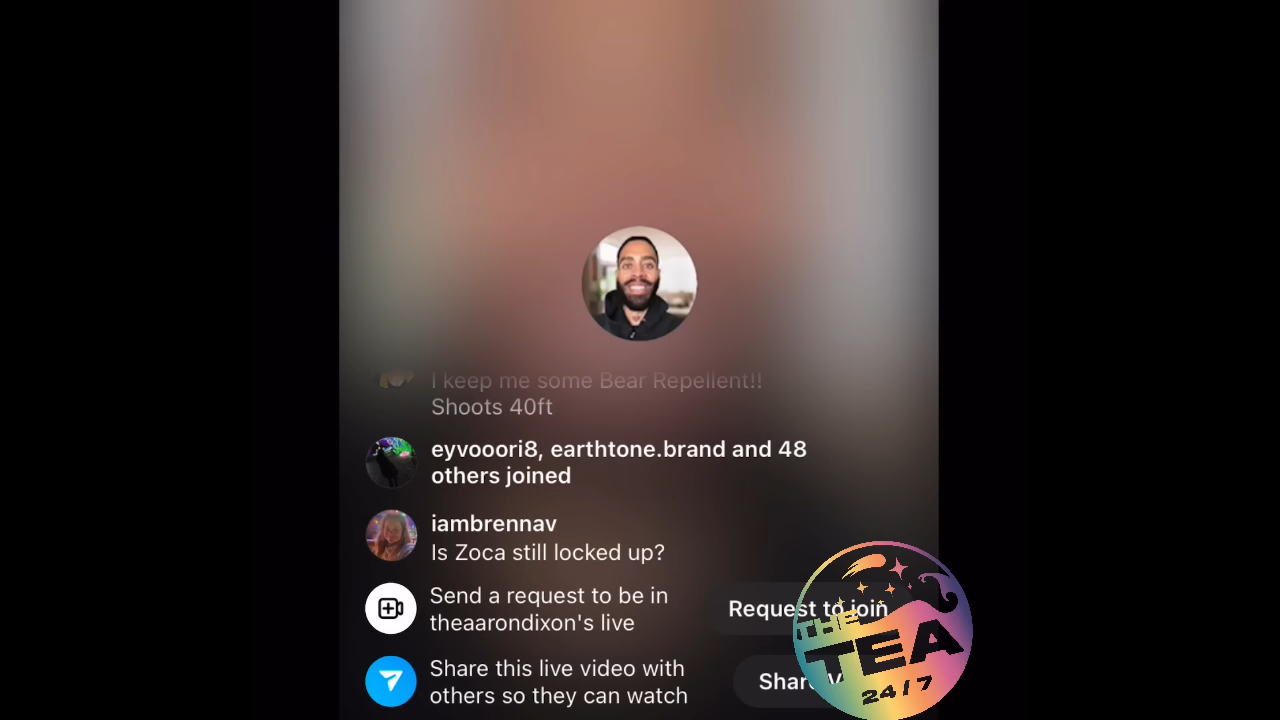 I keep me some Bear Repellent!!
Shoots 40ft
eyvooori8, earthtone.brand and 48
others joined
iambrennav
Is Zoca still locked up?
Send a request to be in
theaarondixon's live
Request to join
Share this live video with
others so they can watch
Shar
THE
TEA
24/7